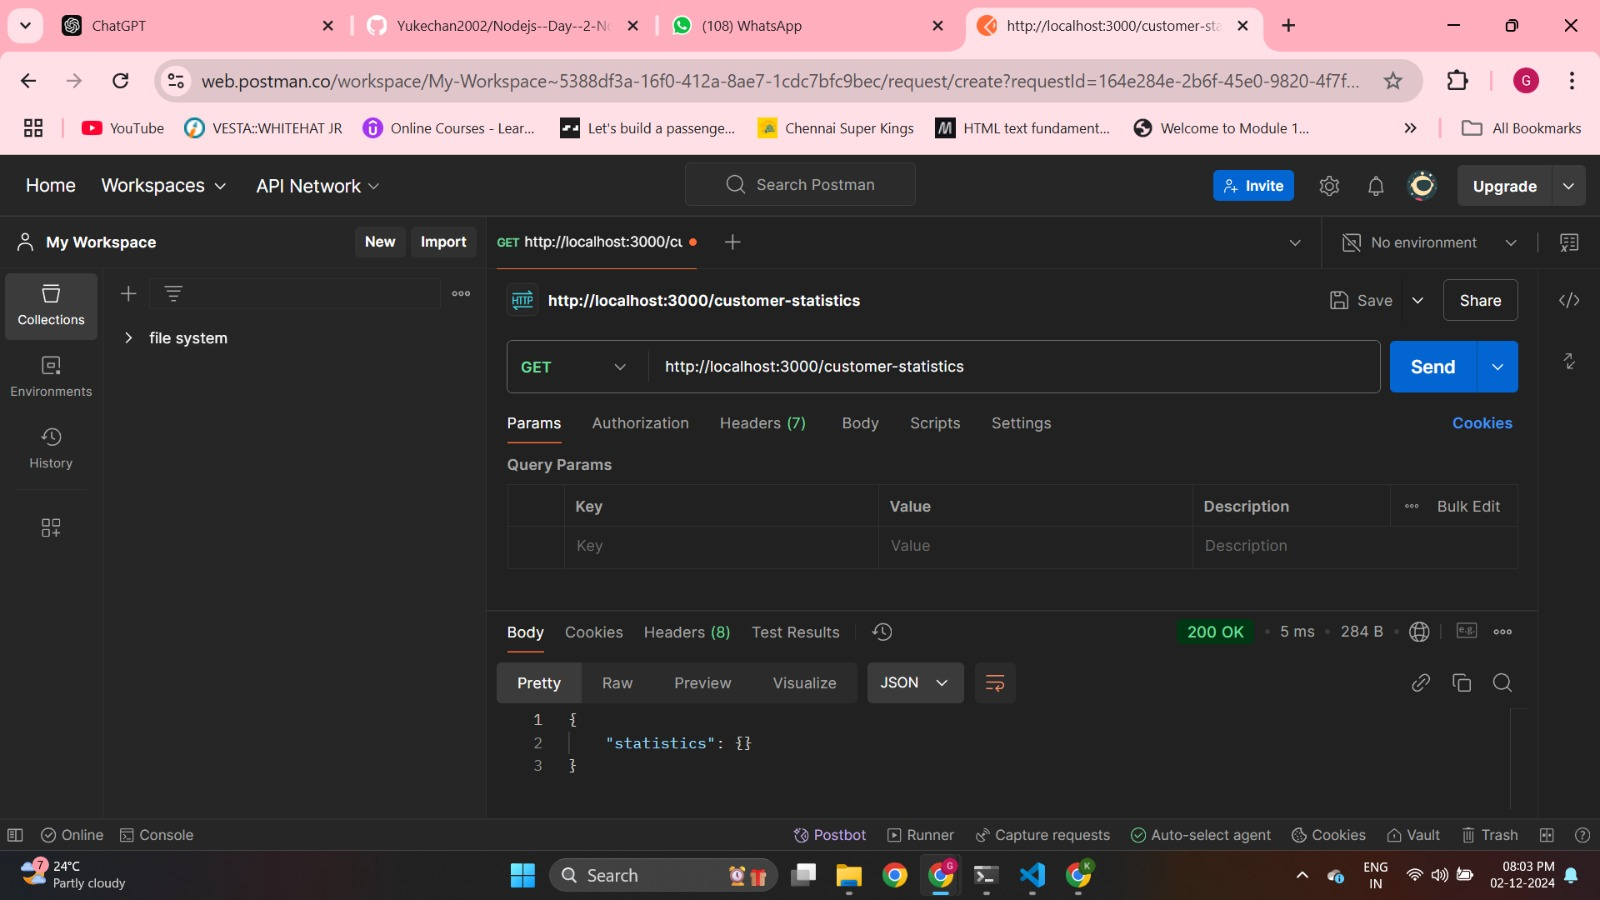 ChatGPT
Yukechan2002/Nodejs--Day--2-No
(108) WhatsApp
http://localhost:3000/customer-sta
web.postman.co/workspace/My-Workspace~5388df3a-16f0-412a-8ae7-1cdc7bfc9bec/request/create?requestId=164e284e-2b6f-45e0-9820-4f7f...
G
YouTube
VESTA::WHITEHAT JR
Online Courses - Lear...
Let's build a passenge...
Chennai Super Kings
HTML text fundament...
Welcome to Module 1...
All Bookmarks
Home
Workspaces
API Network
Search Postman
Invite
Upgrade
My Workspace
New
Import
GET http://localhost:3000/cu
No environment
Collections
file system
HTTP
http://localhost:3000/customer-statistics
Save
Share
GET
http://localhost:3000/customer-statistics
Send
Environments
Params
Authorization
Headers (7)
Body
Scripts
Settings
Cookies
History
Query Params
Key
Value
Description
Bulk Edit
Key
Value
Description
Body
Cookies
Headers (8)
Test Results
200 OK
5 ms
284 B
e.g.
Pretty
Raw
Preview
Visualize
JSON
1 {
2 "statistics": {}
3 }
Online
Console
Postbot
Runner
Capture requests
Auto-select agent
Cookies
Vault
Trash
7
24°C
Partly cloudy
Search
G
K
ENG
IN
08:03 PM
02-12-2024